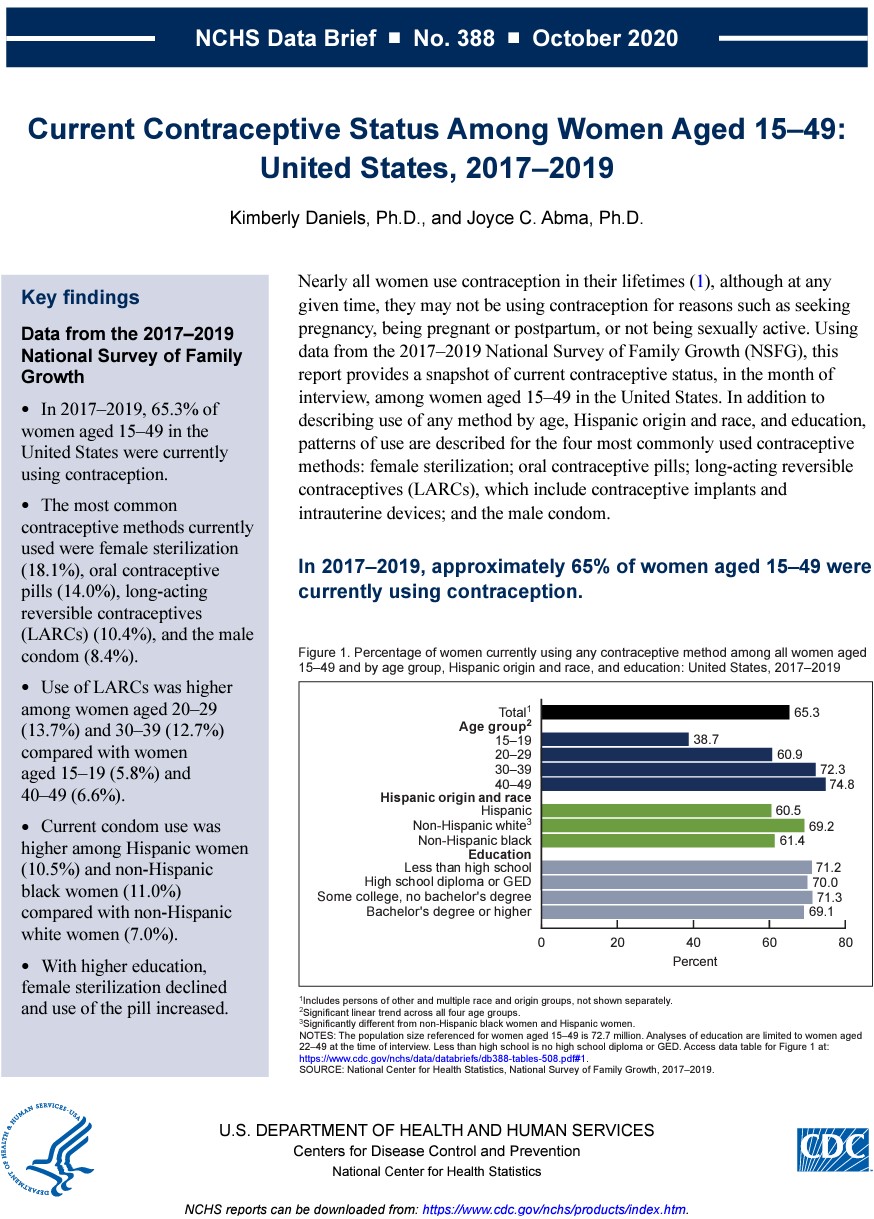 NCHS Data Brief ■ No. 388 ■ October 2020
Current Contraceptive Status Among Women Aged 15–49:
United States, 2017–2019
Kimberly Daniels, Ph.D., and Joyce C. Abma, Ph.D.
Key findings
Data from the 2017–2019
National Survey of Family
Growth
• In 2017–2019, 65.3% of
women aged 15–49 in the
United States were currently
using contraception.
• The most common
contraceptive methods currently
used were female sterilization
(18.1%), oral contraceptive
pills (14.0%), long-acting
reversible contraceptives
(LARCs) (10.4%), and the male
condom (8.4%).
• Use of LARCs was higher
among women aged 20–29
(13.7%) and 30–39 (12.7%)
compared with women
aged 15–19 (5.8%) and
40–49 (6.6%).
• Current condom use was
higher among Hispanic women
(10.5%) and non-Hispanic
black women (11.0%)
compared with non-Hispanic
white women (7.0%).
• With higher education,
female sterilization declined
and use of the pill increased.
Nearly all women use contraception in their lifetimes (1), although at any
given time, they may not be using contraception for reasons such as seeking
pregnancy, being pregnant or postpartum, or not being sexually active. Using
data from the 2017–2019 National Survey of Family Growth (NSFG), this
report provides a snapshot of current contraceptive status, in the month of
interview, among women aged 15–49 in the United States. In addition to
describing use of any method by age, Hispanic origin and race, and education,
patterns of use are described for the four most commonly used contraceptive
methods: female sterilization; oral contraceptive pills; long-acting reversible
contraceptives (LARCs), which include contraceptive implants and
intrauterine devices; and the male condom.
In 2017–2019, approximately 65% of women aged 15–49 were
currently using contraception.
Figure 1. Percentage of women currently using any contraceptive method among all women aged
15–49 and by age group, Hispanic origin and race, and education: United States, 2017–2019
Total¹ 65.3
Age group²
15–19 38.7
20–29 60.9
30–39 72.3
40–49 74.8
Hispanic origin and race
Hispanic 60.5
Non-Hispanic white³ 69.2
Non-Hispanic black 61.4
Education
Less than high school 71.2
High school diploma or GED 70.0
Some college, no bachelor's degree 71.3
Bachelor's degree or higher 69.1
0 20 40 60 80
Percent
¹Includes persons of other and multiple race and origin groups, not shown separately.
²Significant linear trend across all four age groups.
³Significantly different from non-Hispanic black women and Hispanic women.
NOTES: The population size referenced for women aged 15–49 is 72.7 million. Analyses of education are limited to women aged
22–49 at the time of interview. Less than high school is no high school diploma or GED. Access data table for Figure 1 at:
https://www.cdc.gov/nchs/data/databriefs/db388-tables-508.pdf#1.
SOURCE: National Center for Health Statistics, National Survey of Family Growth, 2017–2019.
DEPARTMENT OF HEALTH & HUMAN SERVICES·USA
U.S. DEPARTMENT OF HEALTH AND HUMAN SERVICES
Centers for Disease Control and Prevention
National Center for Health Statistics
CDC
NCHS reports can be downloaded from: https://www.cdc.gov/nchs/products/index.htm.